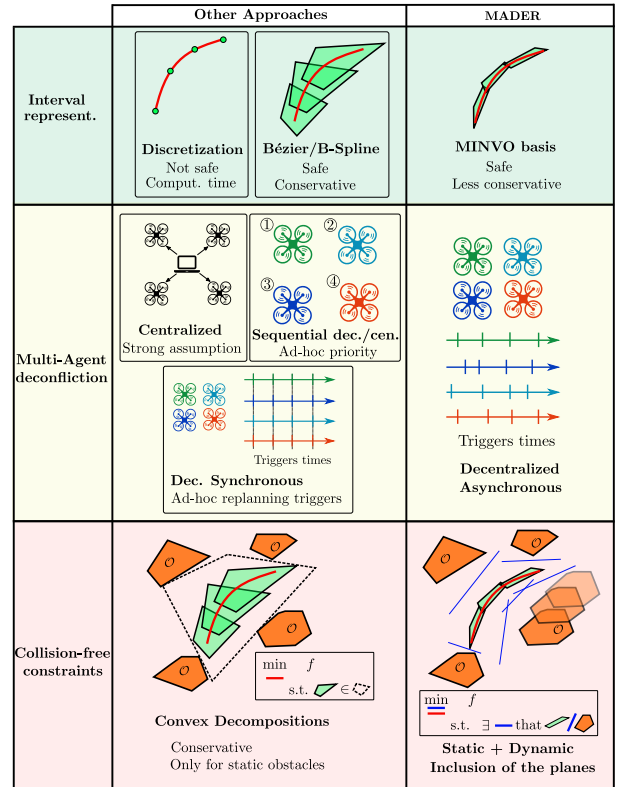 Other Approaches
MADER
Interval
represent.
Discretization
Not safe
Comput. time
Bézier/B-Spline
Safe
Conservative
MINVO basis
Safe
Less conservative
Multi-Agent
deconfliction
Centralized
Strong assumption
① ②
③ ④
Sequential dec./cen.
Ad-hoc priority
Triggers times
Dec. Synchronous
Ad-hoc replanning triggers
Triggers times
Decentralized
Asynchronous
Collision-free
constraints
𝒪 𝒪
𝒪 𝒪
min f
s.t. ∈
Convex Decompositions
Conservative
Only for static obstacles
𝒪 𝒪
𝒪 𝒪
min f
s.t. ∃ that /
Static + Dynamic
Inclusion of the planes